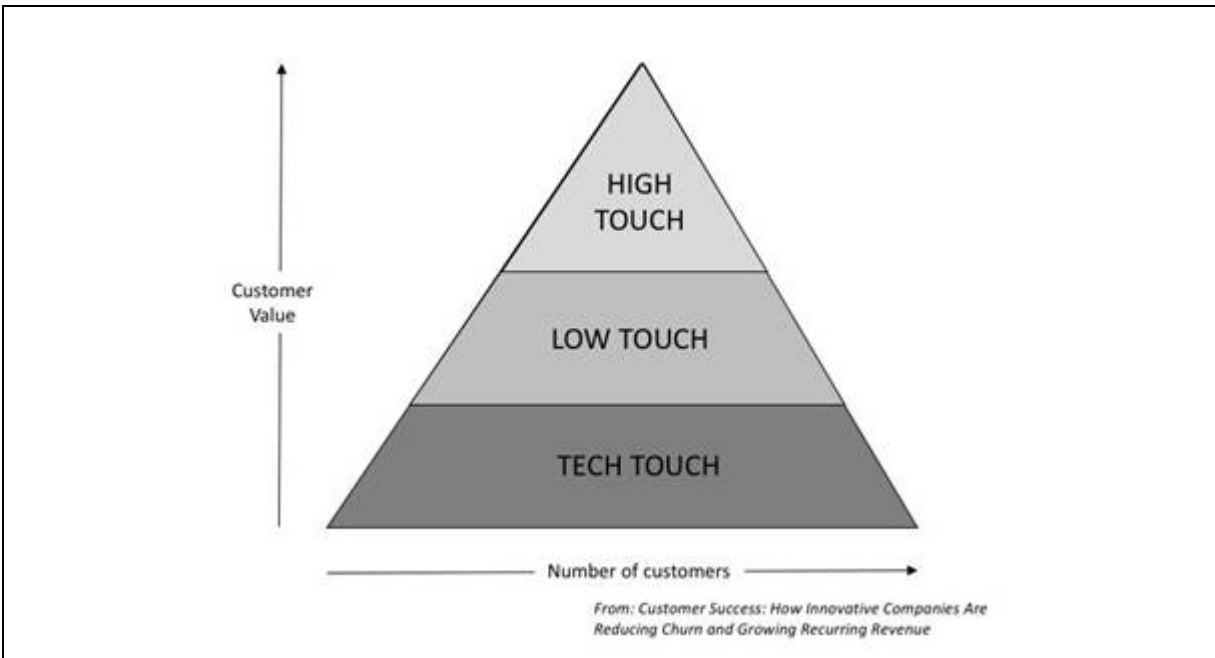 HIGH
TOUCH
Customer
Value
LOW TOUCH
TECH TOUCH
Number of customers
From: Customer Success: How Innovative Companies Are
Reducing Churn and Growing Recurring Revenue